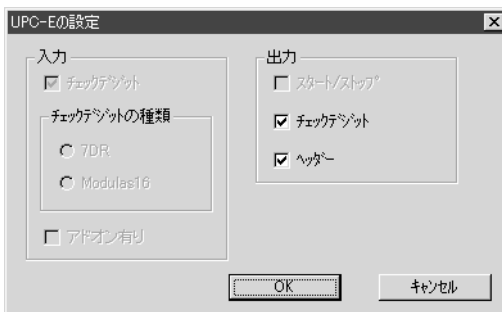 UPC-Eの設定
入力
ﾁｪｯｸﾃﾞｼﾞｯﾄ
ﾁｪｯｸﾃﾞｼﾞｯﾄの種類
7DR
Modulas16
アドオン有り
出力
ｽﾀｰﾄ/ｽﾄｯﾌﾟ
ﾁｪｯｸﾃﾞｼﾞｯﾄ
ﾍｯﾀﾞｰ
OK
ｷｬﾝｾﾙ